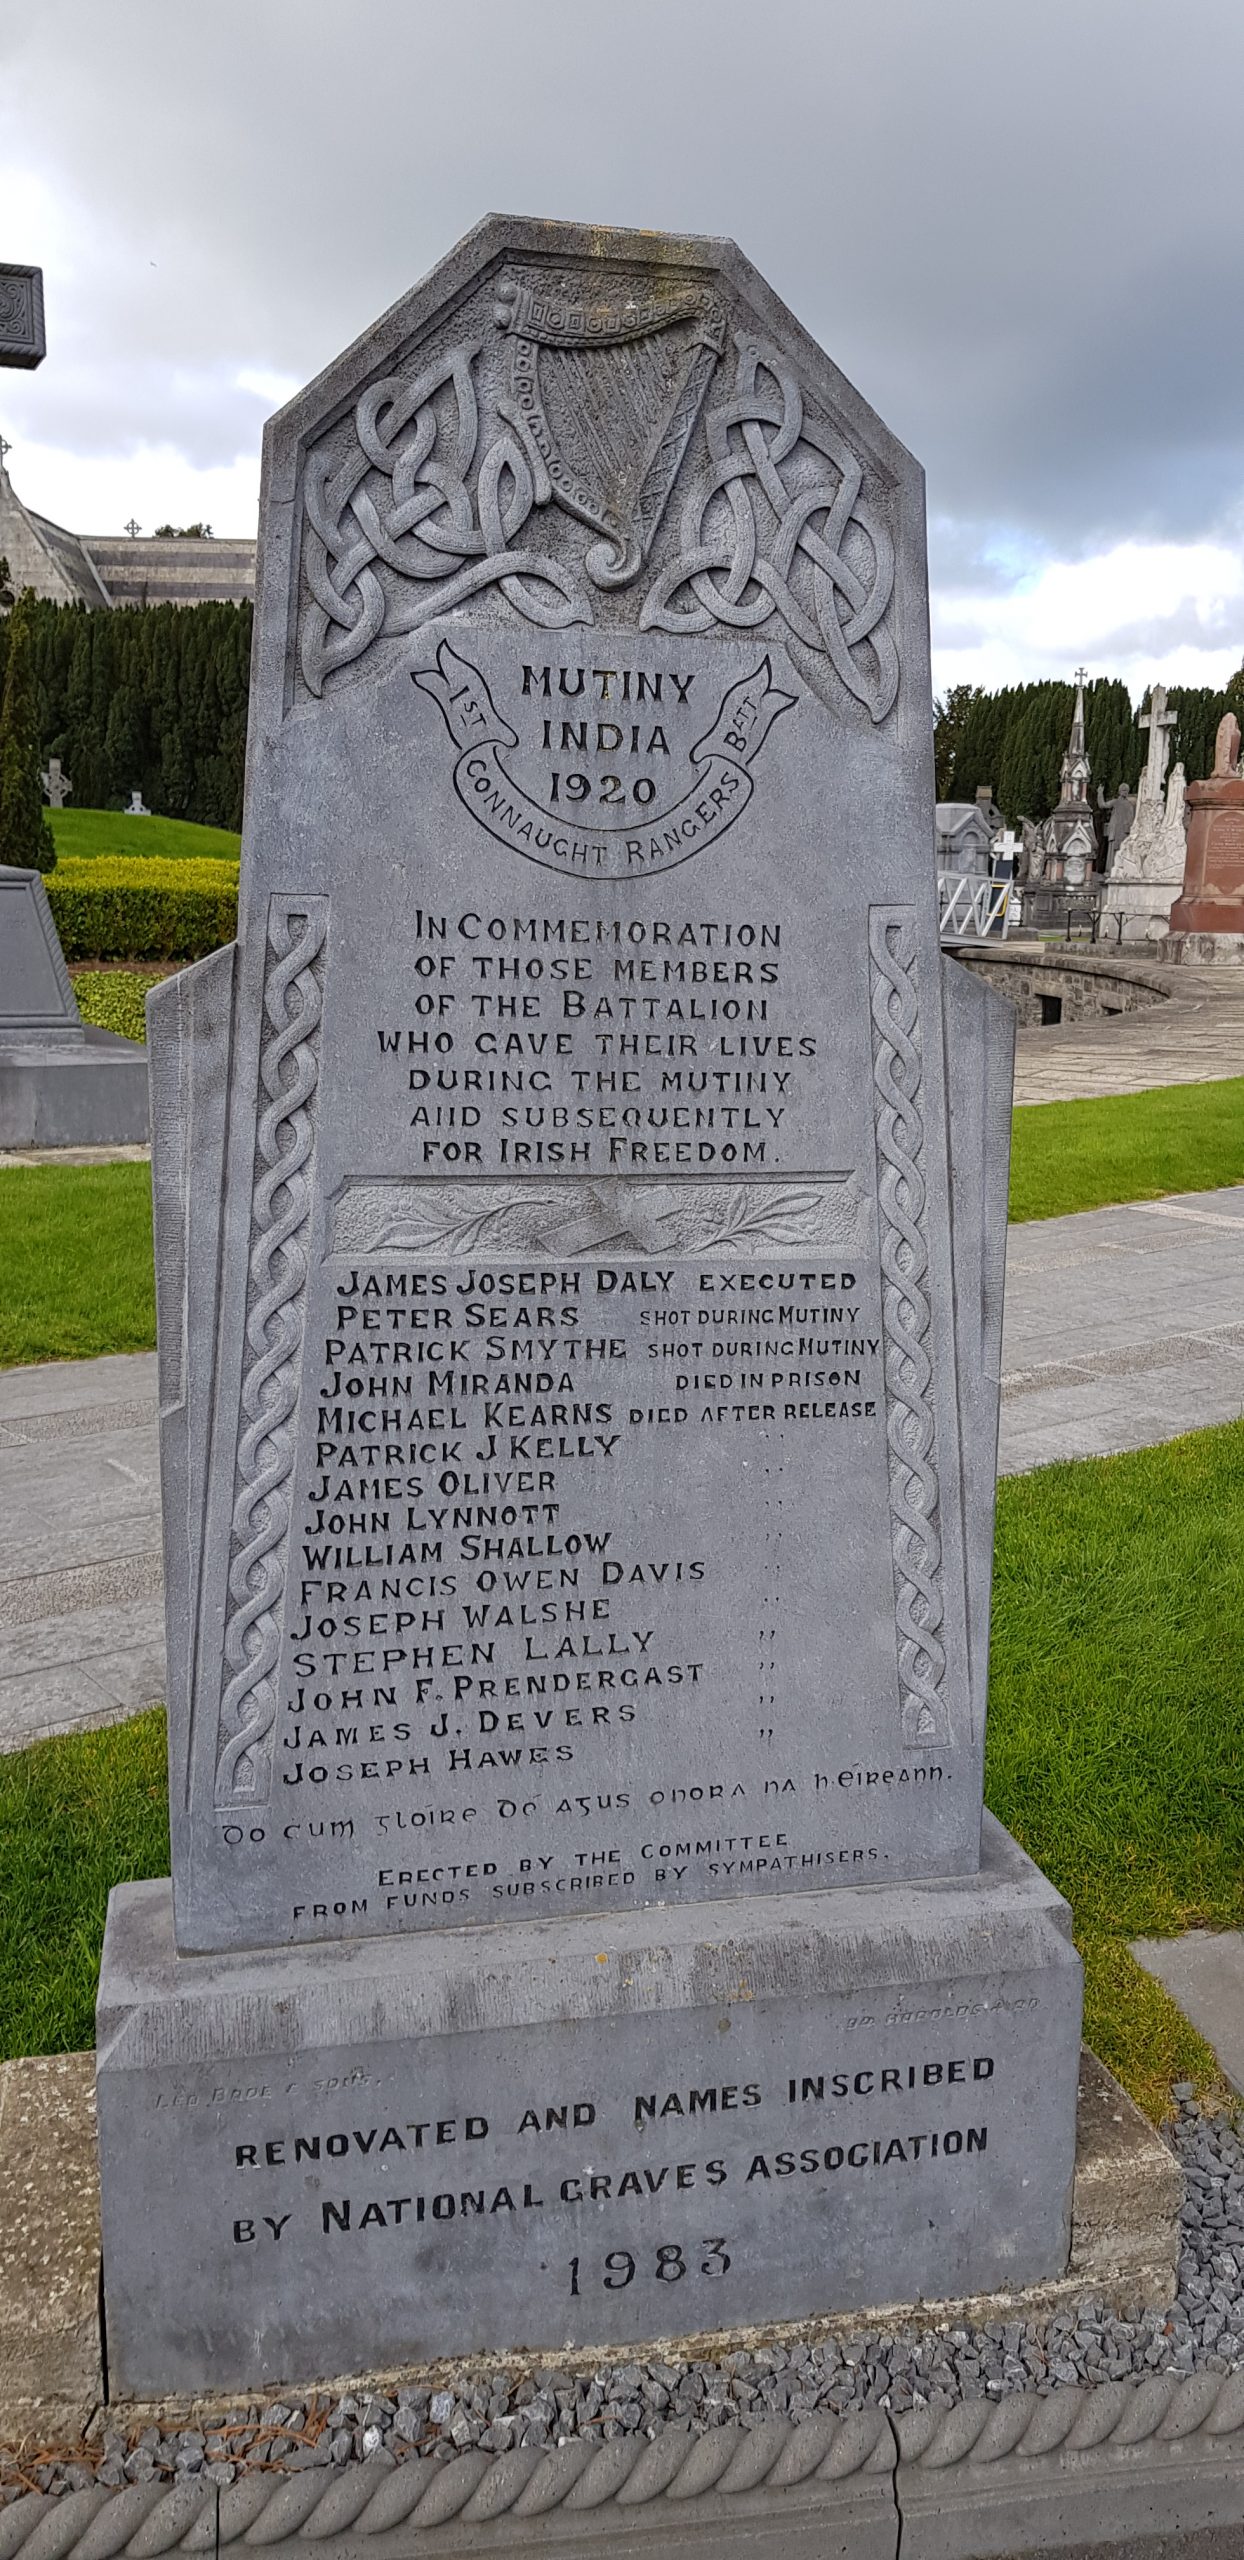 MUTINY
INDIA
1920
1ST CONNAUGHT RANGERS BATT
IN COMMEMORATION
OF THOSE MEMBERS
OF THE BATTALION
WHO GAVE THEIR LIVES
DURING THE MUTINY
AND SUBSEQUENTLY
FOR IRISH FREEDOM.
JAMES JOSEPH DALY EXECUTED
PETER SEARS SHOT DURING MUTINY
PATRICK SMYTHE SHOT DURING MUTINY
JOHN MIRANDA DIED IN PRISON
MICHAEL KEARNS DIED AFTER RELEASE
PATRICK J KELLY "
JAMES OLIVER "
JOHN LYNNOTT "
WILLIAM SHALLOW "
FRANCIS OWEN DAVIS "
JOSEPH WALSHE "
STEPHEN LALLY "
JOHN F. PRENDERGAST "
JAMES J. DEVERS "
JOSEPH HAWES "
Do cum gloire Dé agus onora na hÉireann.
ERECTED BY THE COMMITTEE
FROM FUNDS SUBSCRIBED BY SYMPATHISERS.
LEO BROE & SONS.
RENOVATED AND NAMES INSCRIBED
BY NATIONAL GRAVES ASSOCIATION
1983